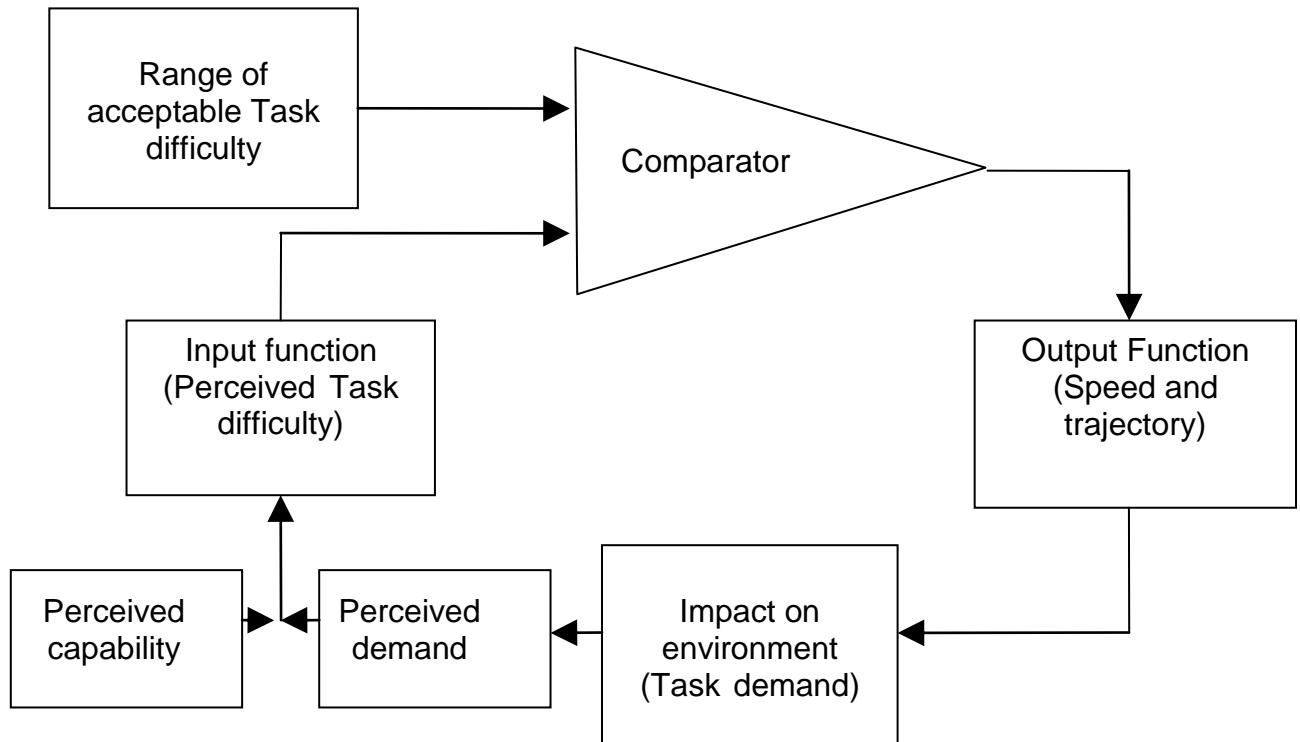 Range of
acceptable Task
difficulty
Comparator
Input function
(Perceived Task
difficulty)
Output Function
(Speed and
trajectory)
Perceived
capability
Perceived
demand
Impact on
environment
(Task demand)